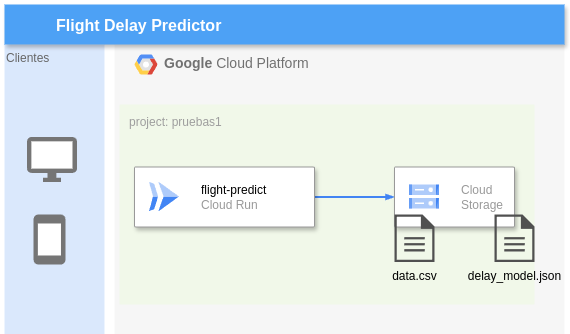 Flight Delay Predictor
Clientes
Google Cloud Platform
project: pruebas1
flight-predict
Cloud Run
Cloud
Storage
data.csv
delay_model.json